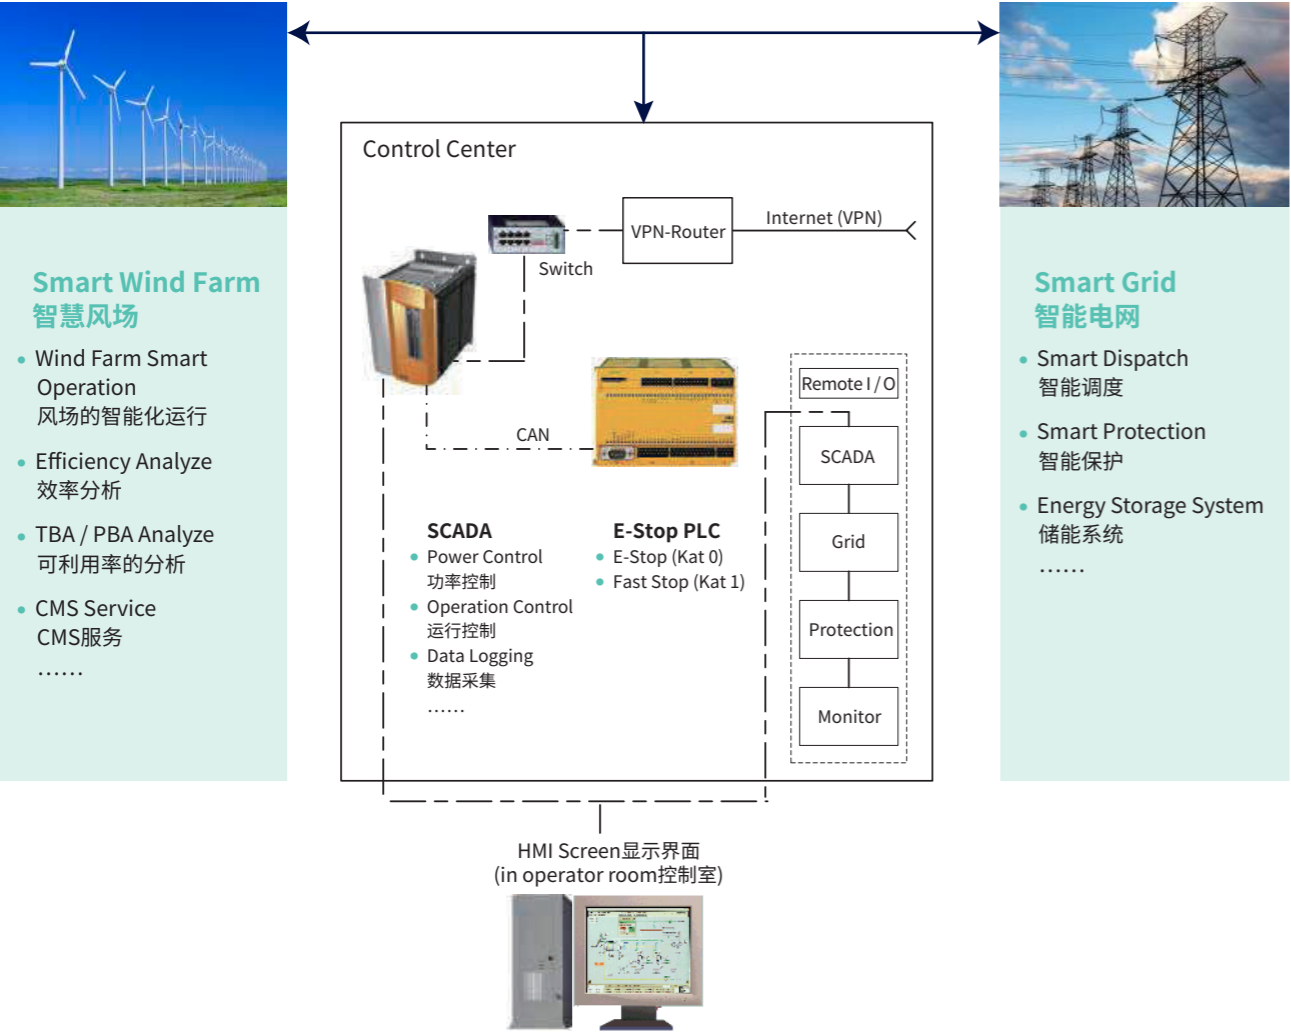 Control Center
VPN-Router
Internet (VPN)
Switch
CAN
Remote I / O
SCADA
Grid
Protection
Monitor
SCADA
• Power Control
功率控制
• Operation Control
运行控制
• Data Logging
数据采集
……
E-Stop PLC
• E-Stop (Kat 0)
• Fast Stop (Kat 1)
Smart Wind Farm
智慧风场
• Wind Farm Smart
Operation
风场的智能化运行
• Efficiency Analyze
效率分析
• TBA / PBA Analyze
可利用率的分析
• CMS Service
CMS服务
……
Smart Grid
智能电网
• Smart Dispatch
智能调度
• Smart Protection
智能保护
• Energy Storage System
储能系统
……
HMI Screen显示界面
(in operator room控制室)